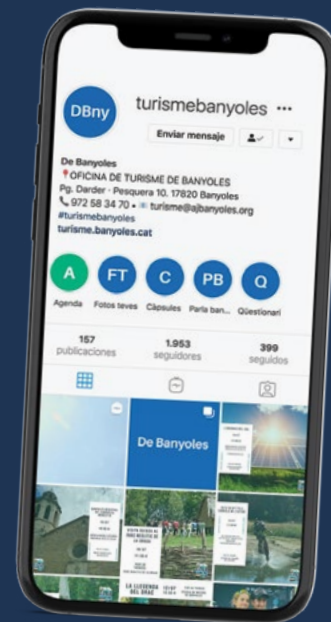 DBny
turismebanyoles •••
Enviar mensaje
De Banyoles
OFICINA DE TURISME DE BANYOLES
Pg. Darder - Pesquera 10. 17820 Banyoles
972 58 34 70 • turisme@ajbanyoles.org
#turismebanyoles
turisme.banyoles.cat
A FT C PB Q
Agenda Fotos teves Càpsules Parla ban... Qüestionari
157 1.953 399
publicaciones seguidores seguidos
De Banyoles
LA LLEGENDA
DEL DRAC